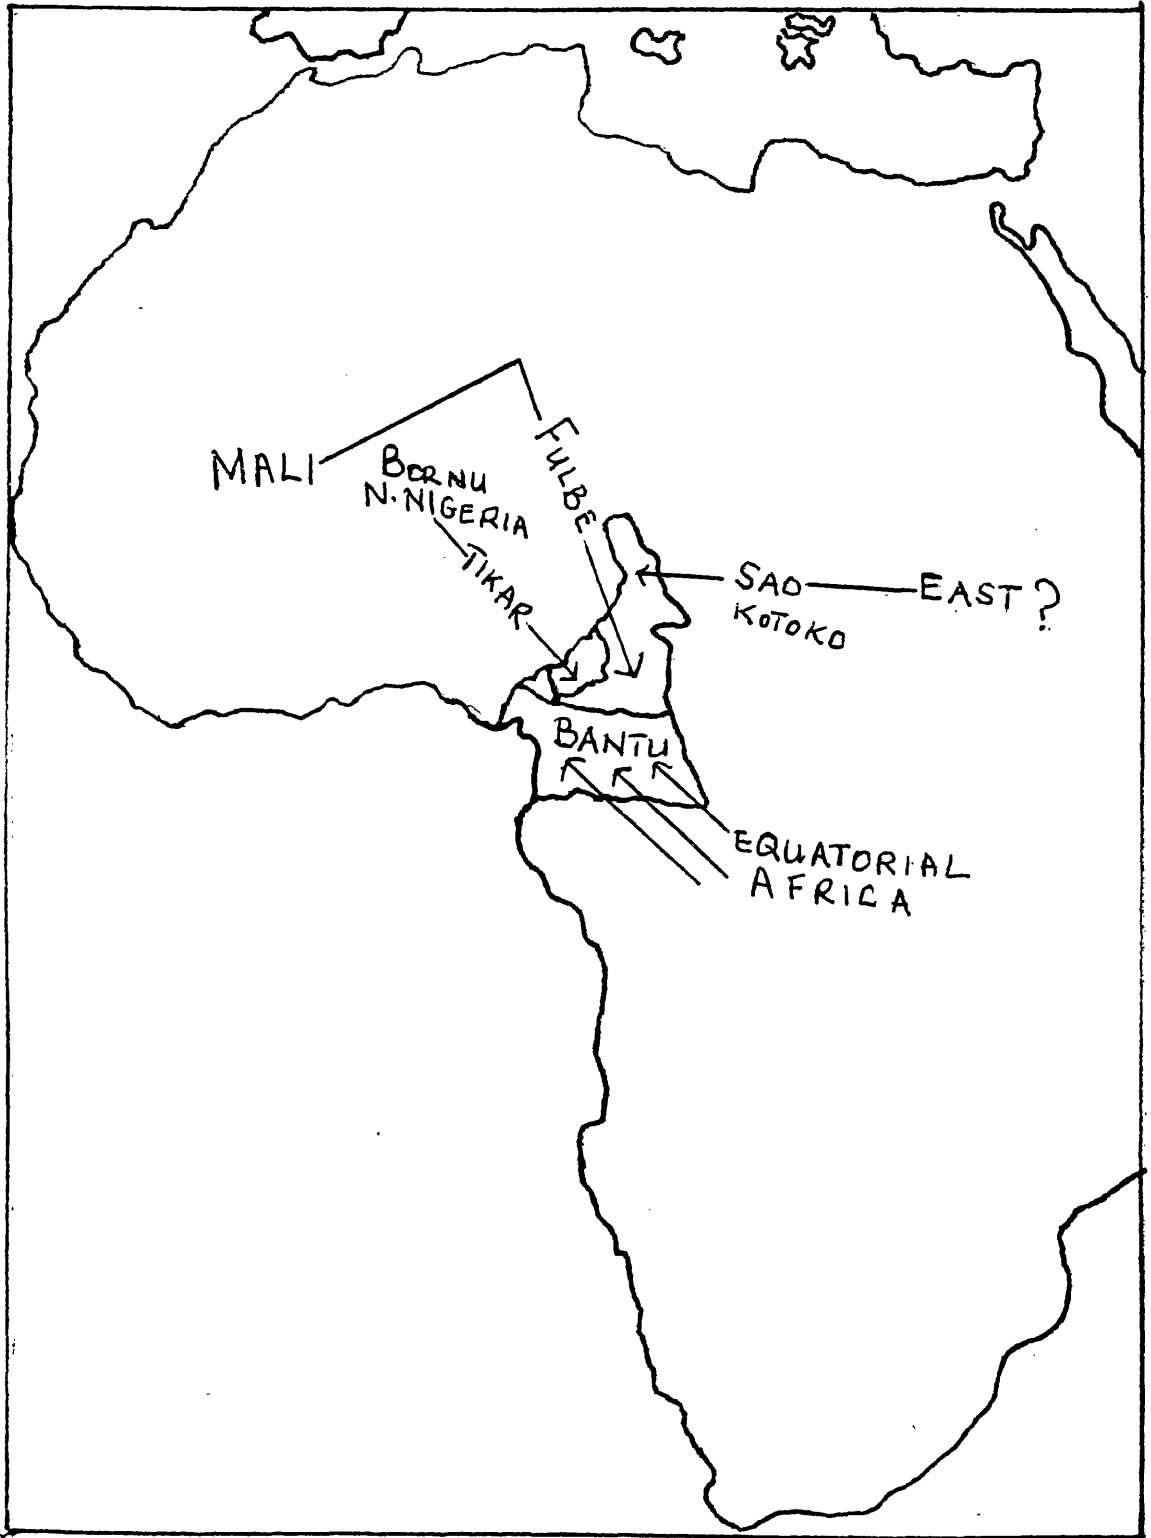 MALI
BORNU
N. NIGERIA
FULBE
TIKAR
SAO
KOTOKO
EAST ?
BANTU
EQUATORIAL
AFRICA